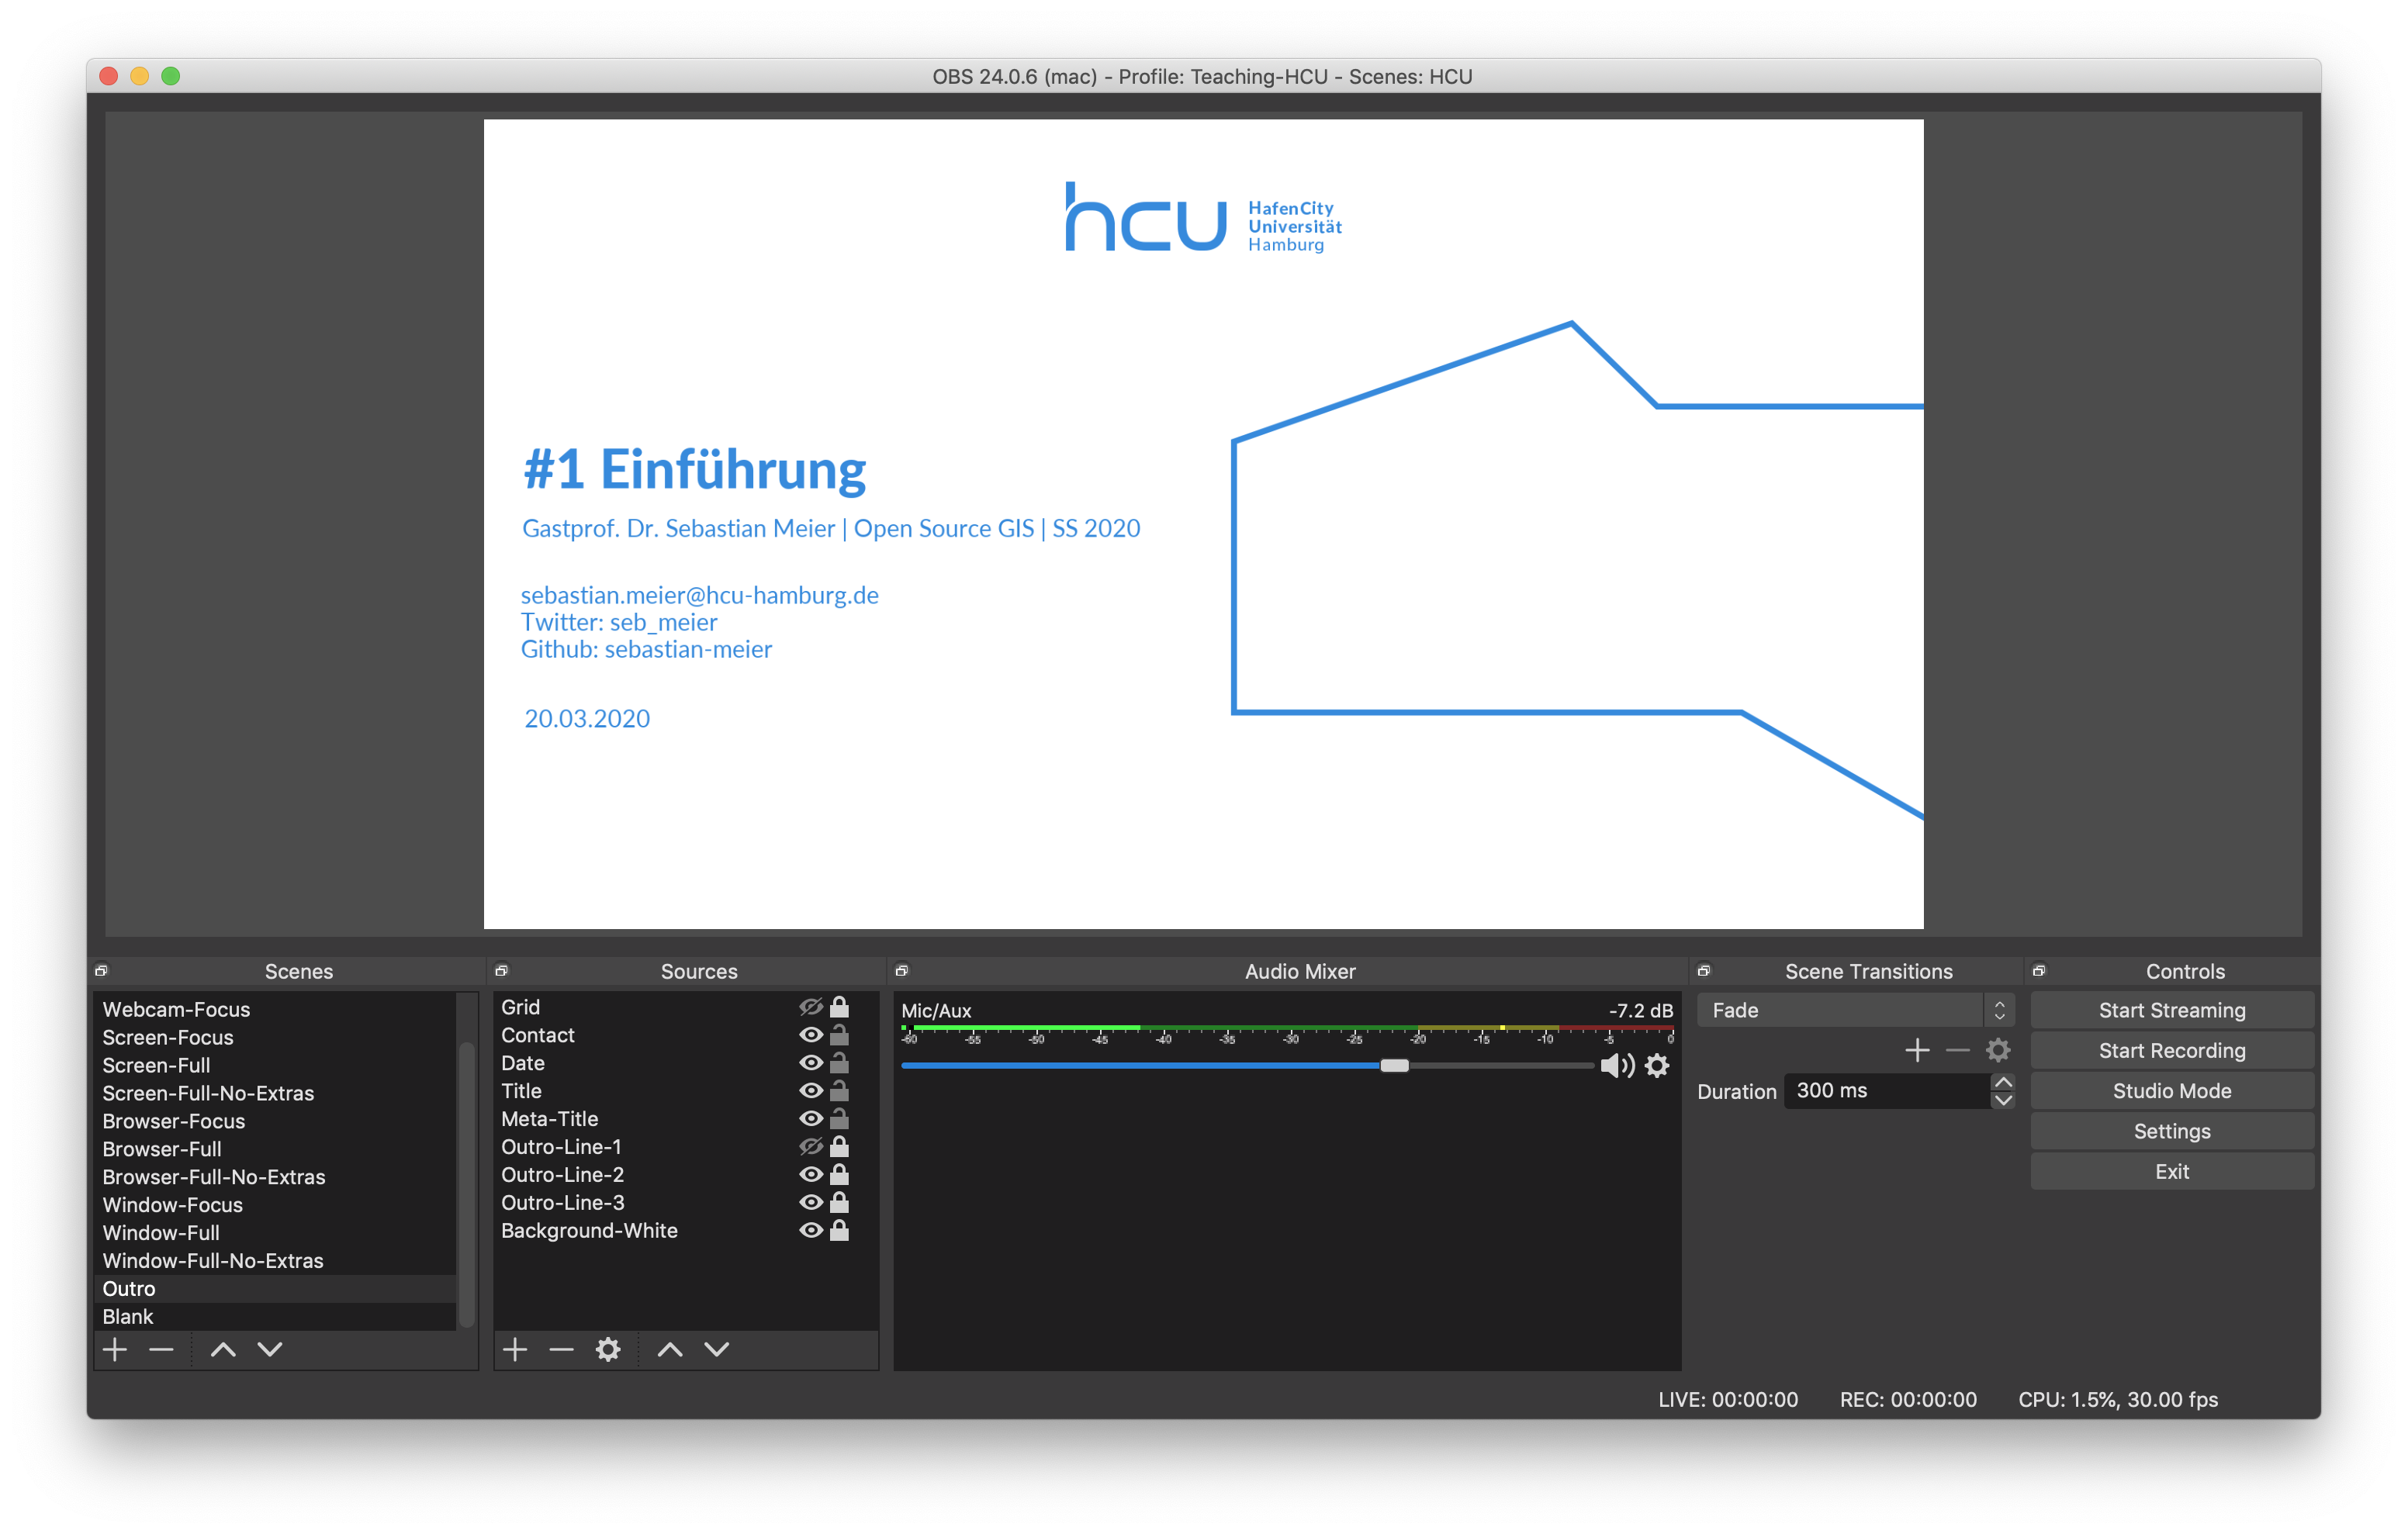 OBS 24.0.6 (mac) - Profile: Teaching-HCU - Scenes: HCU
hcu
HafenCity
Universität
Hamburg
#1 Einführung
Gastprof. Dr. Sebastian Meier | Open Source GIS | SS 2020
sebastian.meier@hcu-hamburg.de
Twitter: seb_meier
Github: sebastian-meier
20.03.2020
Scenes
Webcam-Focus
Screen-Focus
Screen-Full
Screen-Full-No-Extras
Browser-Focus
Browser-Full
Browser-Full-No-Extras
Window-Focus
Window-Full
Window-Full-No-Extras
Outro
Blank
Sources
Grid
Contact
Date
Title
Meta-Title
Outro-Line-1
Outro-Line-2
Outro-Line-3
Background-White
Audio Mixer
Mic/Aux -7.2 dB
-60 -55 -50 -45 -40 -35 -30 -25 -20 -15 -10 -5 0
Scene Transitions
Fade
Duration 300 ms
Controls
Start Streaming
Start Recording
Studio Mode
Settings
Exit
LIVE: 00:00:00 REC: 00:00:00 CPU: 1.5%, 30.00 fps